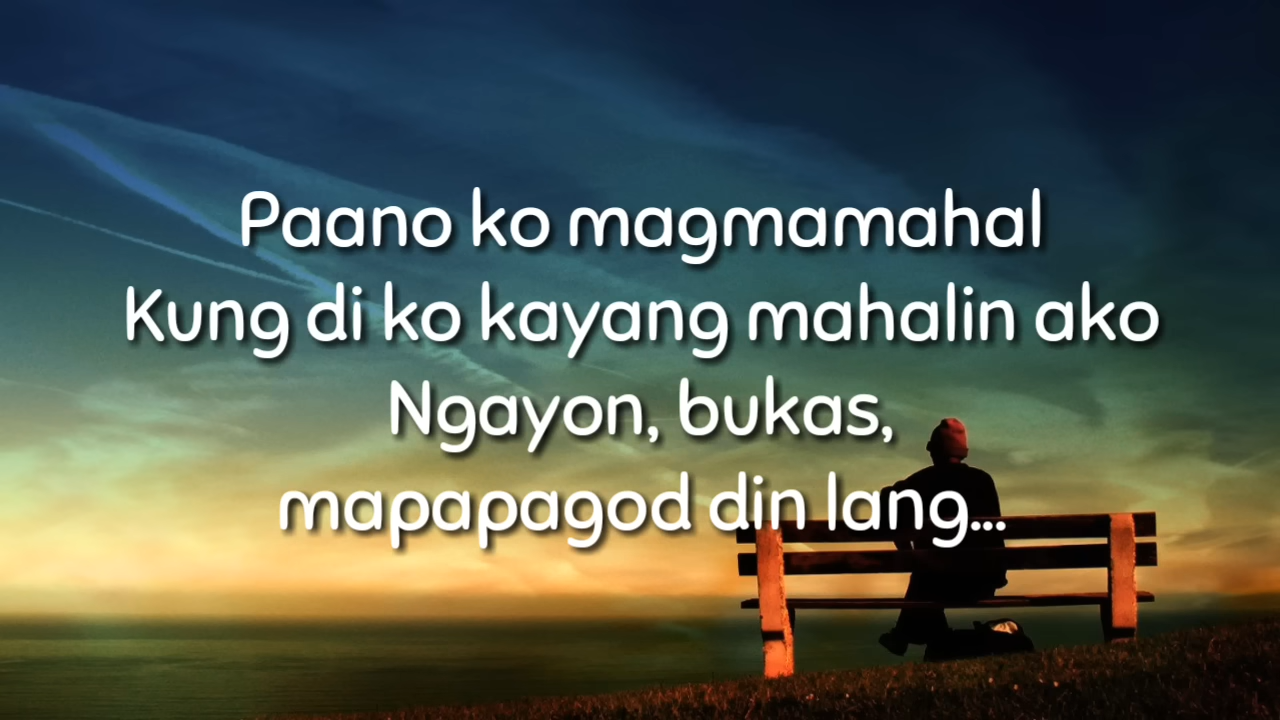 Paano ko magmamahal
Kung di ko kayang mahalin ako
Ngayon, bukas,
mapapagod din lang...